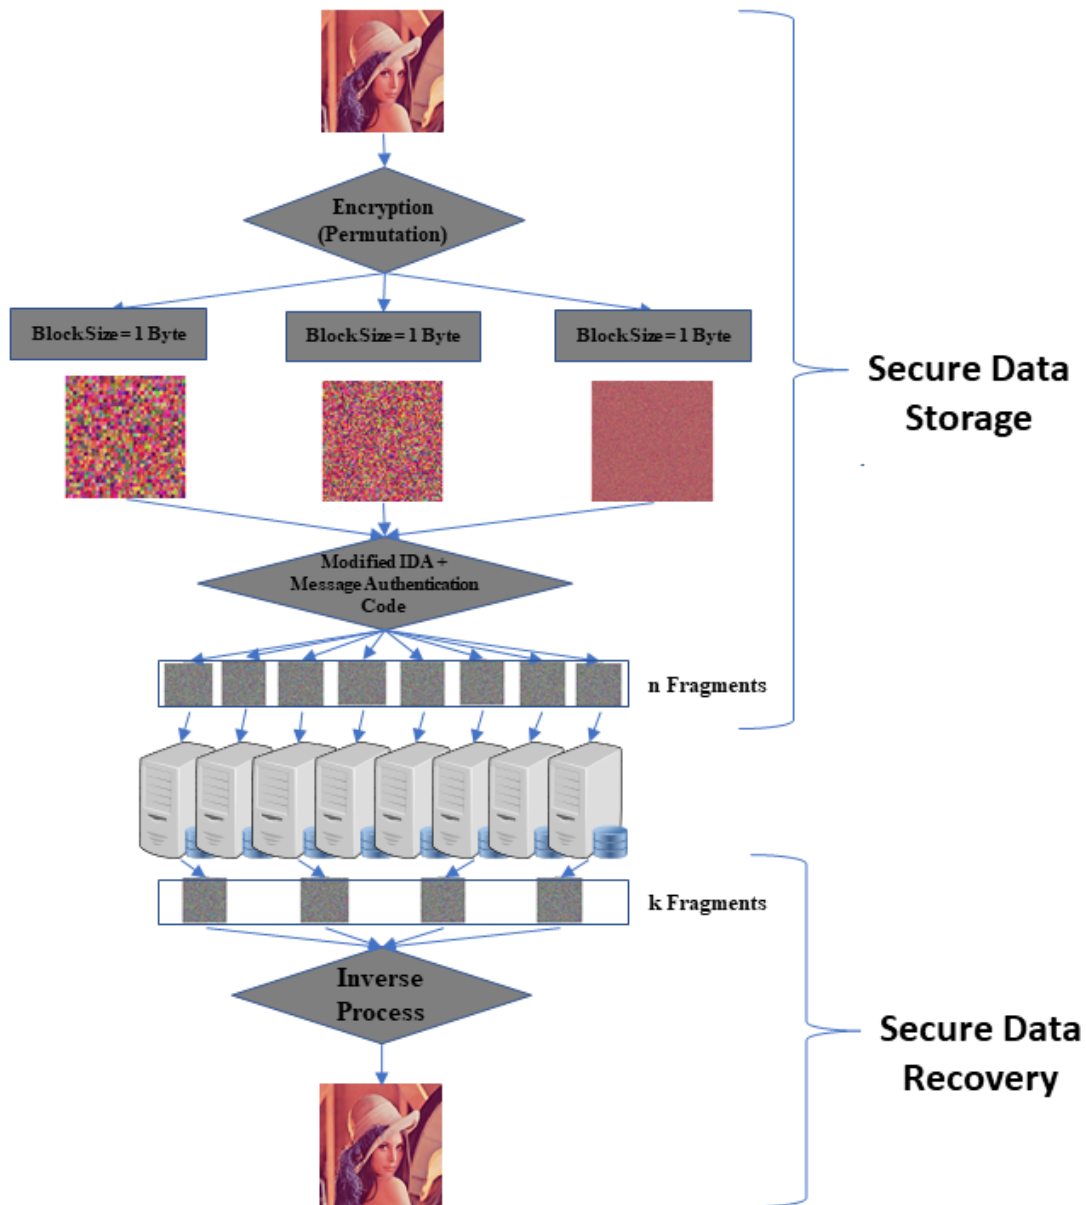 Encryption
(Permutation)
BlockSize= 1 Byte
BlockSize= 1 Byte
BlockSize= 1 Byte
Secure Data
Storage
Modified IDA +
Message Authentication
Code
n Fragments
k Fragments
Inverse
Process
Secure Data
Recovery